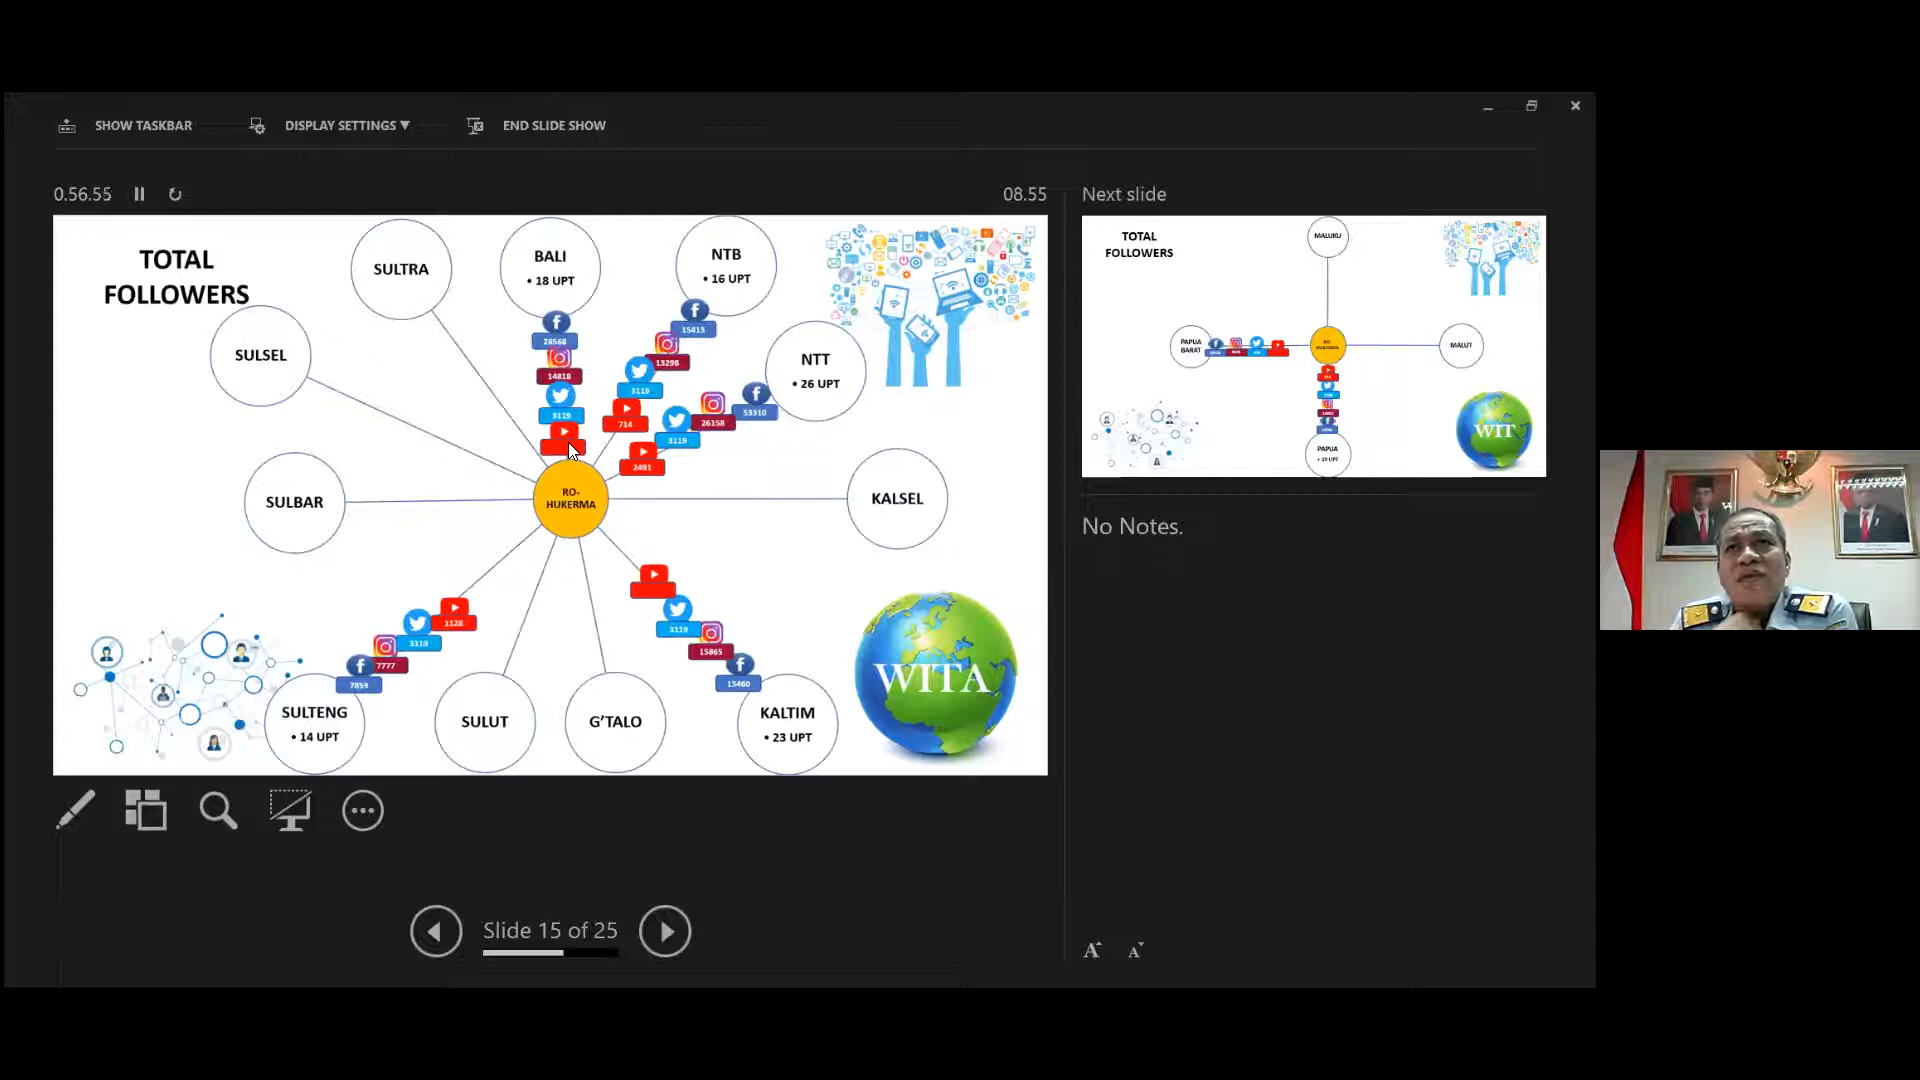 SHOW TASKBAR
DISPLAY SETTINGS ▼
END SLIDE SHOW
0.56.55
08.55
Next slide
TOTAL
FOLLOWERS
SULTRA
BALI
• 18 UPT
NTB
• 16 UPT
SULSEL
NTT
• 26 UPT
28568
14818
3119
15413
13298
3119
714
53310
26158
3119
2491
SULBAR
RO-
HUKERMA
KALSEL
1128
3119
7777
7859
3119
15865
13460
SULTENG
• 14 UPT
SULUT
G'TALO
KALTIM
• 23 UPT
WITA
TOTAL
FOLLOWERS
MALUKU
PAPUA
BARAT
MALUT
PAPUA
WIT
No Notes.
Slide 15 of 25
A
A